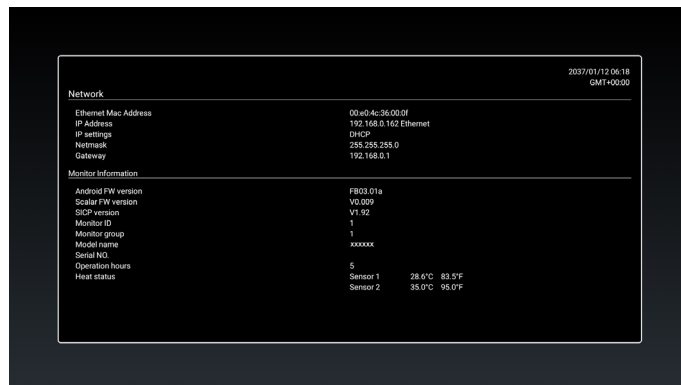 2037/01/12 06:18
GMT+00:00
Network
Ethernet Mac Address 00:e0:4c:36:00:0f
IP Address 192.168.0.162 Ethernet
IP settings DHCP
Netmask 255.255.255.0
Gateway 192.168.0.1
Monitor Information
Android FW version FB03.01a
Scalar FW version V0.009
SICP version V1.92
Monitor ID 1
Monitor group 1
Model name xxxxxx
Serial NO.
Operation hours 5
Heat status Sensor 1 28.6°C 83.5°F
Sensor 2 35.0°C 95.0°F